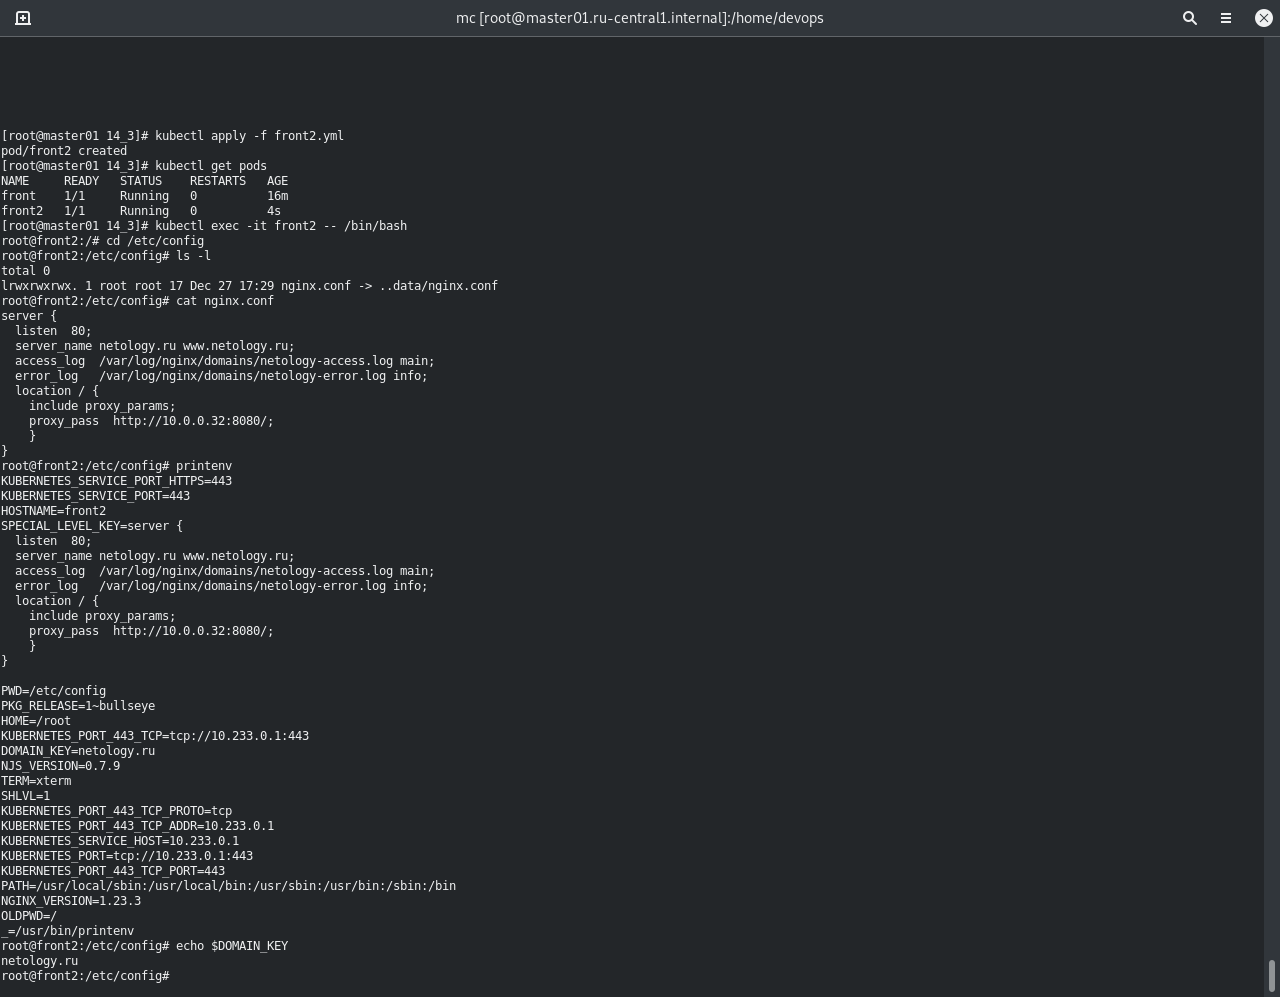 mc [root@master01.ru-central1.internal]:/home/devops
[root@master01 14_3]# kubectl apply -f front2.yml
pod/front2 created
[root@master01 14_3]# kubectl get pods
NAME     READY   STATUS    RESTARTS   AGE
front    1/1     Running   0          16m
front2   1/1     Running   0          4s
[root@master01 14_3]# kubectl exec -it front2 -- /bin/bash
root@front2:/# cd /etc/config
root@front2:/etc/config# ls -l
total 0
lrwxrwxrwx. 1 root root 17 Dec 27 17:29 nginx.conf -> ..data/nginx.conf
root@front2:/etc/config# cat nginx.conf
server {
  listen  80;
  server_name netology.ru www.netology.ru;
  access_log  /var/log/nginx/domains/netology-access.log main;
  error_log   /var/log/nginx/domains/netology-error.log info;
  location / {
    include proxy_params;
    proxy_pass  http://10.0.0.32:8080/;
    }
}
root@front2:/etc/config# printenv
KUBERNETES_SERVICE_PORT_HTTPS=443
KUBERNETES_SERVICE_PORT=443
HOSTNAME=front2
SPECIAL_LEVEL_KEY=server {
  listen  80;
  server_name netology.ru www.netology.ru;
  access_log  /var/log/nginx/domains/netology-access.log main;
  error_log   /var/log/nginx/domains/netology-error.log info;
  location / {
    include proxy_params;
    proxy_pass  http://10.0.0.32:8080/;
    }
}
PWD=/etc/config
PKG_RELEASE=1~bullseye
HOME=/root
KUBERNETES_PORT_443_TCP=tcp://10.233.0.1:443
DOMAIN_KEY=netology.ru
NJS_VERSION=0.7.9
TERM=xterm
SHLVL=1
KUBERNETES_PORT_443_TCP_PROTO=tcp
KUBERNETES_PORT_443_TCP_ADDR=10.233.0.1
KUBERNETES_SERVICE_HOST=10.233.0.1
KUBERNETES_PORT=tcp://10.233.0.1:443
KUBERNETES_PORT_443_TCP_PORT=443
PATH=/usr/local/sbin:/usr/local/bin:/usr/sbin:/usr/bin:/sbin:/bin
NGINX_VERSION=1.23.3
OLDPWD=/
_=/usr/bin/printenv
root@front2:/etc/config# echo $DOMAIN_KEY
netology.ru
root@front2:/etc/config#